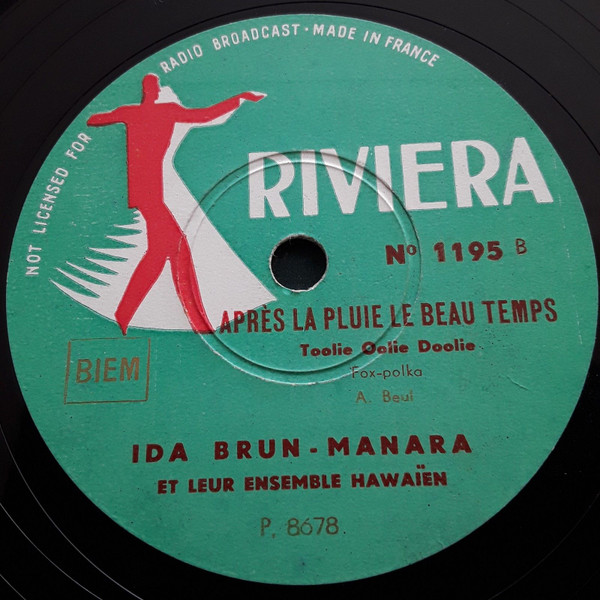 NOT LICENSED FOR RADIO BROADCAST · MADE IN FRANCE
RIVIERA
Nº 1195 B
APRÈS LA PLUIE LE BEAU TEMPS
Toolie Oolie Doolie
Fox-polka
A. Beul
BIEM
IDA BRUN - MANARA
ET LEUR ENSEMBLE HAWAÏEN
P. 8678